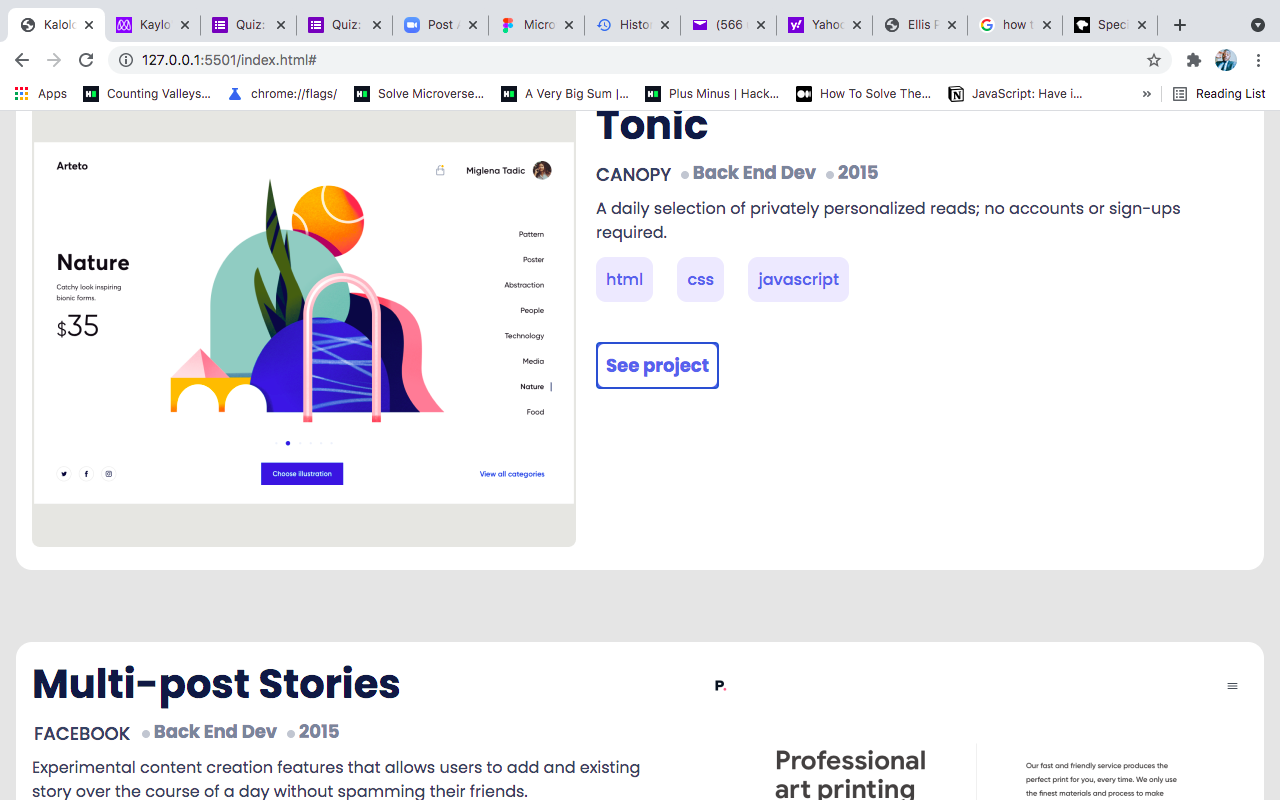 Kalolo
Kaylo
Quiz:
Quiz:
Post A
Micro
Histor
(566
Yahoo
Ellis P
how t
Speci
127.0.0.1:5501/index.html#
Apps
Counting Valleys...
chrome://flags/
Solve Microverse...
A Very Big Sum |...
Plus Minus | Hack...
How To Solve The...
JavaScript: Have i...
»
Reading List
Arteto
Miglena Tadic
Nature
Catchy look inspiring
bionic forms.
$35
Pattern
Poster
Abstraction
People
Technology
Media
Nature
Food
Choose illustration
View all categories
Tonic
CANOPY
Back End Dev
2015
A daily selection of privately personalized reads; no accounts or sign-ups
required.
html
css
javascript
See project
Multi-post Stories
FACEBOOK
Back End Dev
2015
Experimental content creation features that allows users to add and existing
story over the course of a day without spamming their friends.
P.
Professional
art printing
Our fast and friendly service produces the
perfect print for you, every time. We only use
the finest materials and process to make